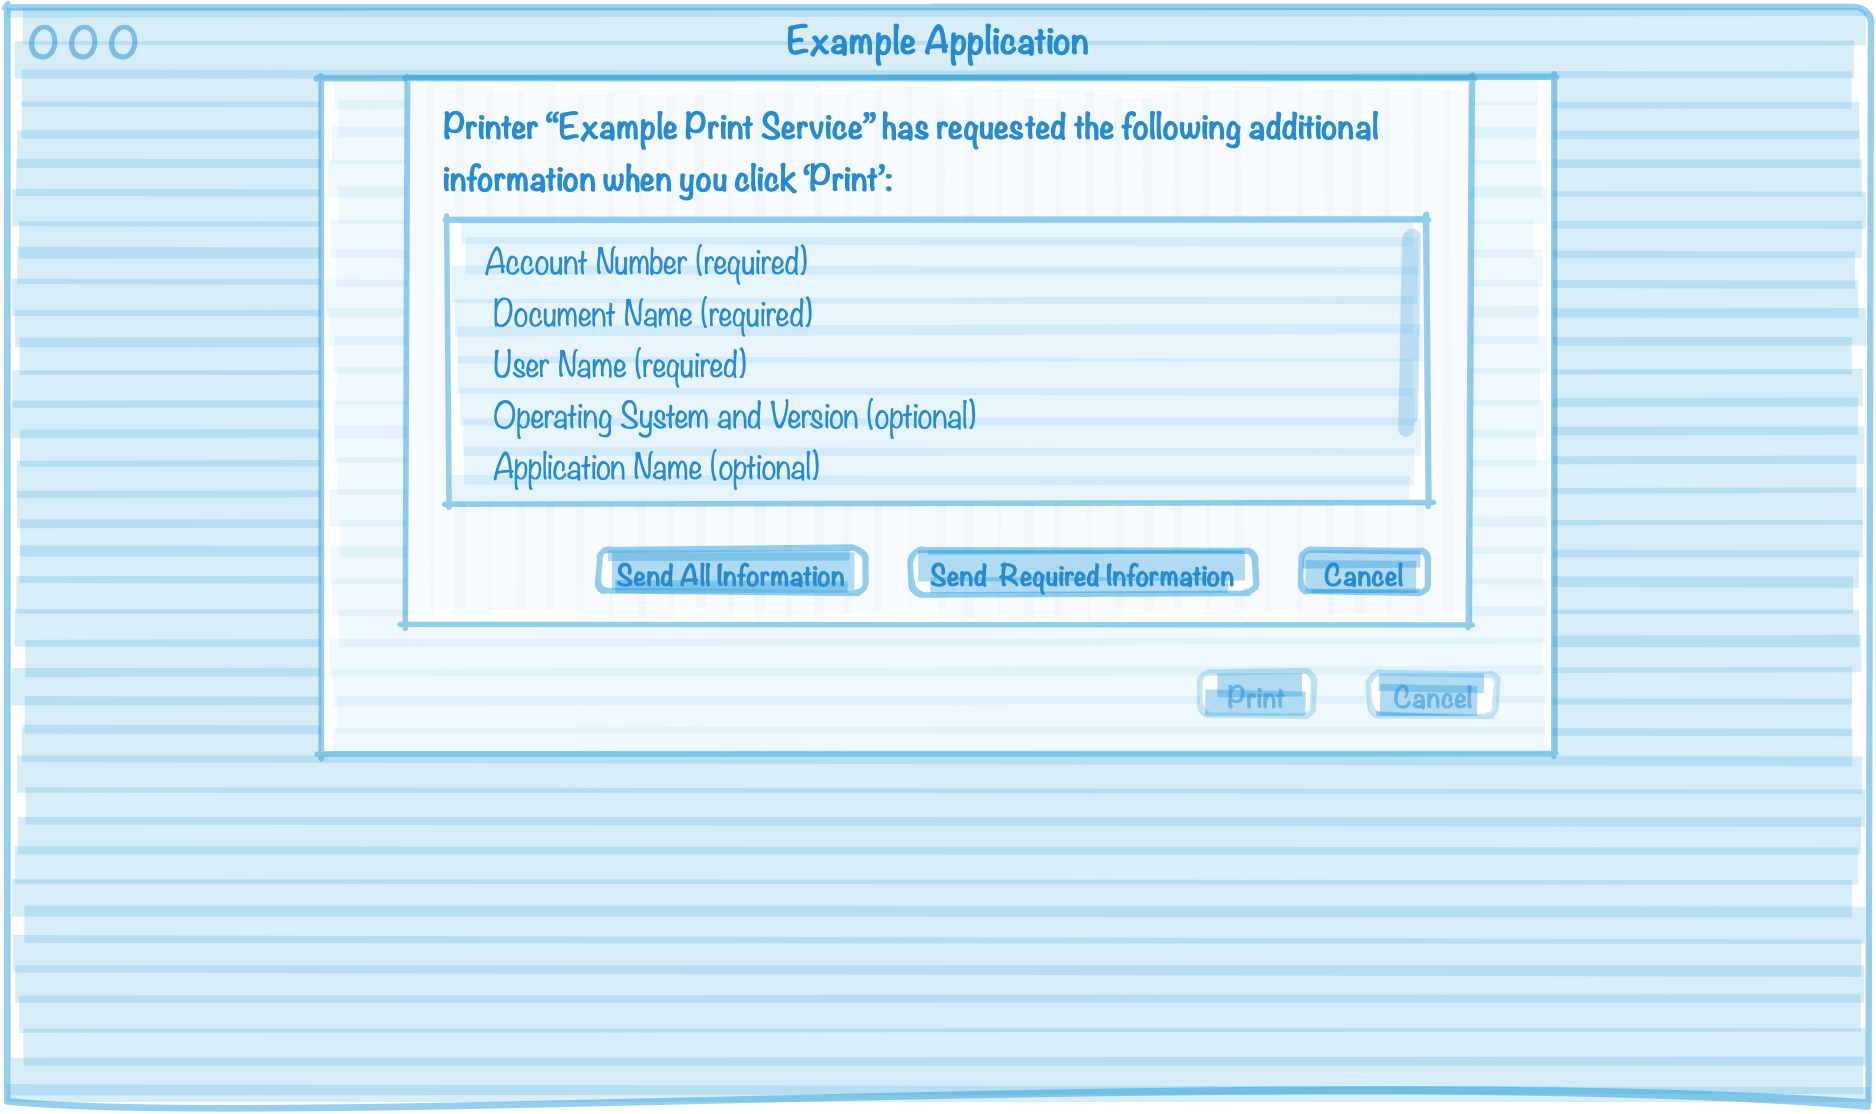 Example Application
Printer “Example Print Service” has requested the following additional
information when you click ‘Print’:
Account Number (required)
Document Name (required)
User Name (required)
Operating System and Version (optional)
Application Name (optional)
Send All Information Send Required Information Cancel
Print Cancel